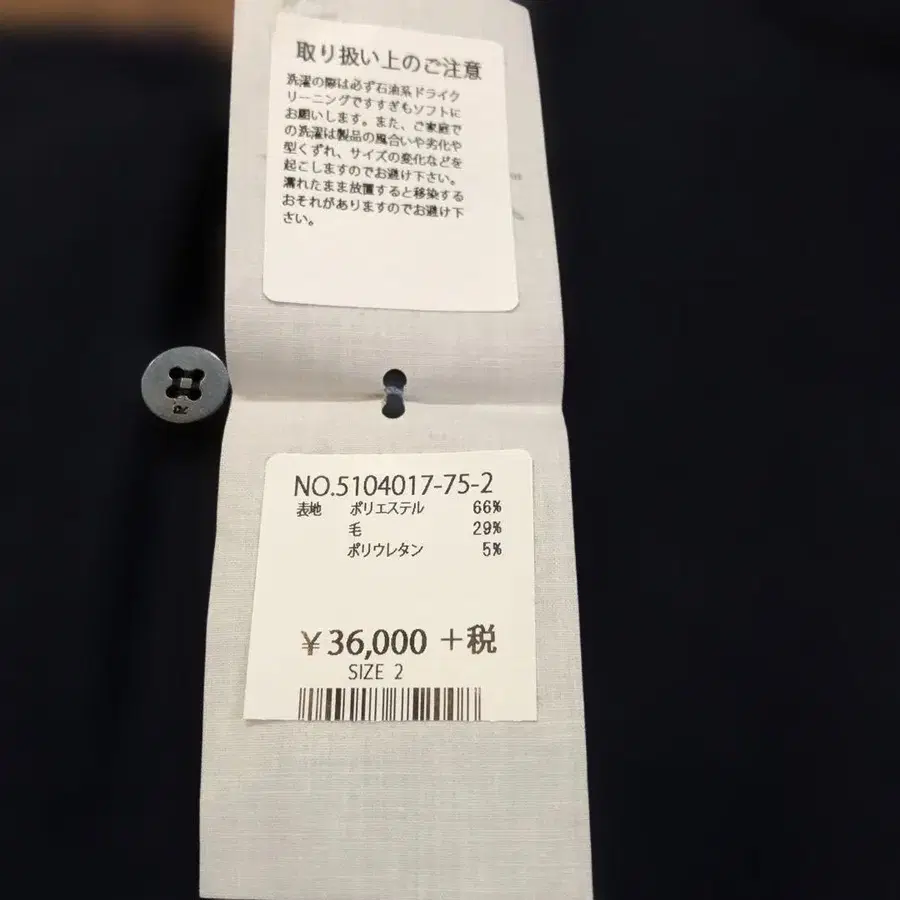 取り扱い上のご注意
洗濯の際は必ず石油系ドライク
リーニングですすぎもソフトに
お願いします。また、ご家庭で
の洗濯は製品の風合いや劣化や
型くずれ、サイズの変化などを
起こしますのでお避け下さい。
濡れたまま放置すると移染する
おそれがありますのでお避け下
さい。
R
NO.5104017-75-2
表地 ポリエステル 66%
毛 29%
ポリウレタン 5%
￥36,000 +税
SIZE 2